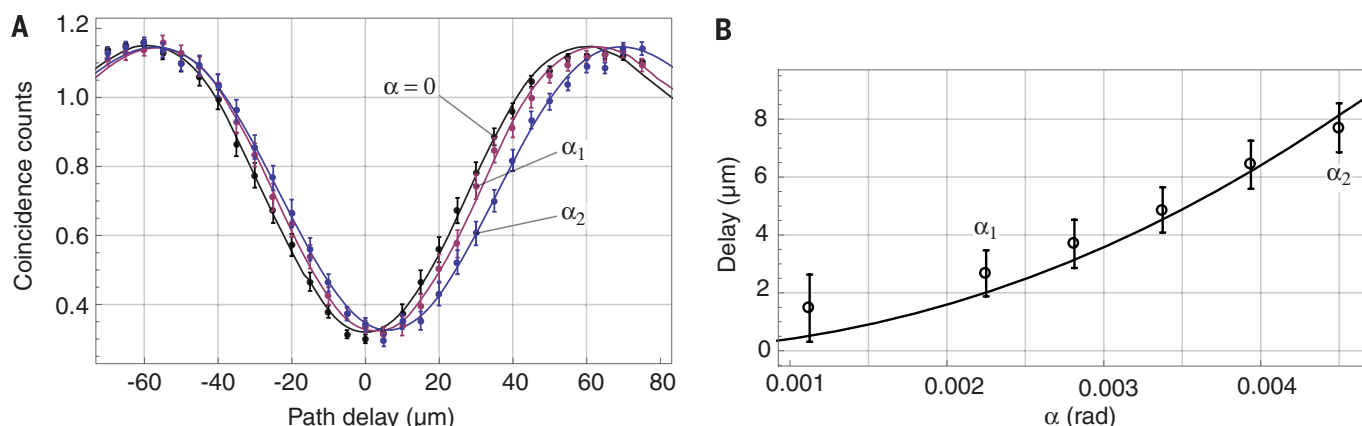 A
1.2
1.0
0.8
0.6
0.4
Coincidence counts
α = 0
α1
α2
-60 -40 -20 0 20 40 60 80
Path delay (µm)
B
8
6
4
2
0
Delay (µm)
α1
α2
0.001 0.002 0.003 0.004
α (rad)